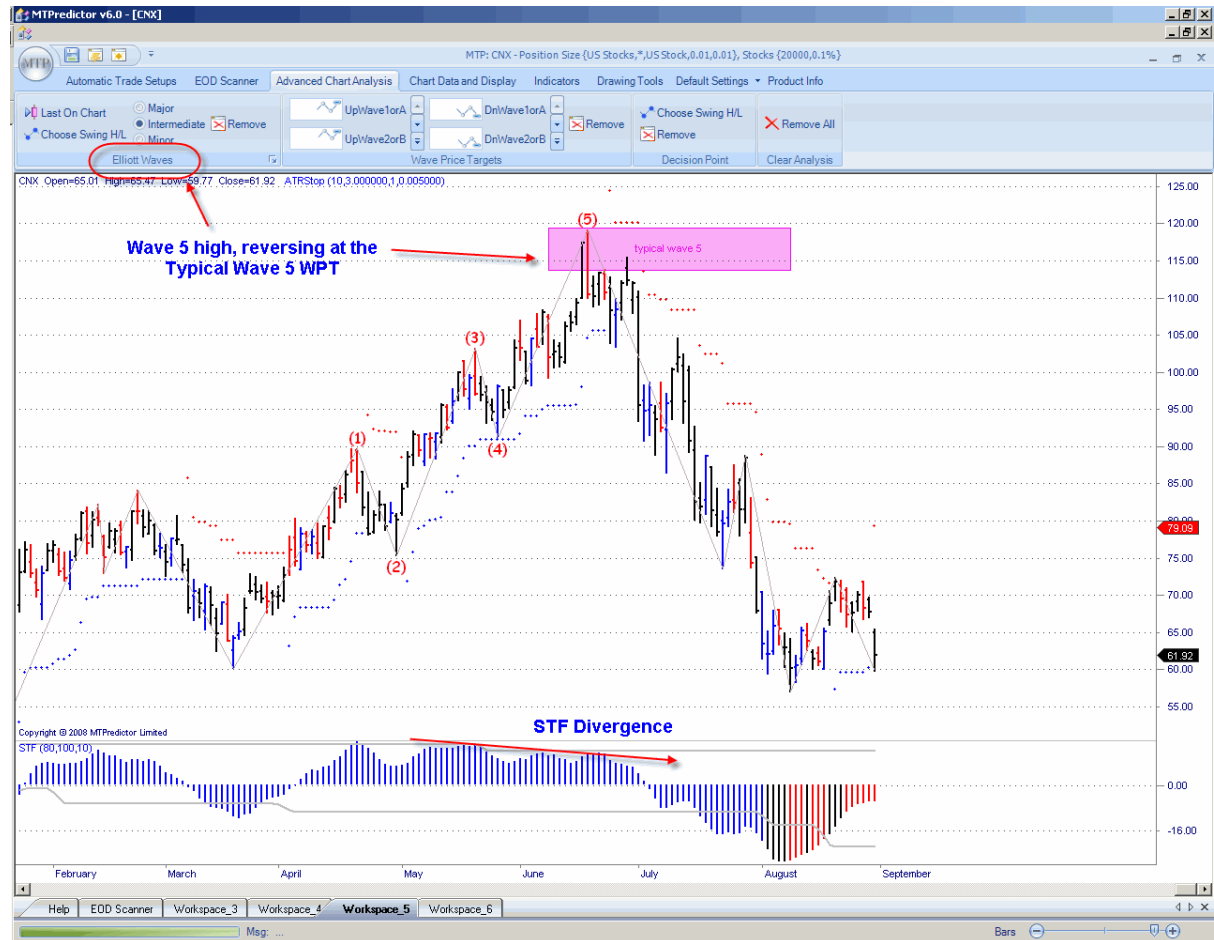 MTPredictor v6.0 - [CNX]
MTP
MTP: CNX - Position Size {US Stocks,*,US Stock,0.01,0.01}, Stocks {20000,0.1%}
Automatic Trade Setups EOD Scanner Advanced Chart Analysis Chart Data and Display Indicators Drawing Tools Default Settings Product Info
Last On Chart Major UpWave1orA DnWave1orA Choose Swing H/L
Intermediate Remove Remove Remove All
Choose Swing H/L Minor UpWave2orB DnWave2orB Remove
Elliott Waves Wave Price Targets Decision Point Clear Analysis
CNX Open=65.01 High=65.47 Low=59.77 Close=61.92 ATRStop (10,3.000000,1,0.005000)
125.00
(5)
120.00
Wave 5 high, reversing at the
Typical Wave 5 WPT
typical wave 5
115.00
110.00
(3)
105.00
100.00
95.00
(1)
(4)
90.00
85.00
80.00
79.09
(2)
75.00
70.00
65.00
61.92
60.00
55.00
STF Divergence
Copyright @ 2008 MTPredictor Limited
STF (80,100,10)
0.00
-16.00
February March April May June July August September
Help EOD Scanner Workspace_3 Workspace_4 Workspace_5 Workspace_6
Msg: ... Bars